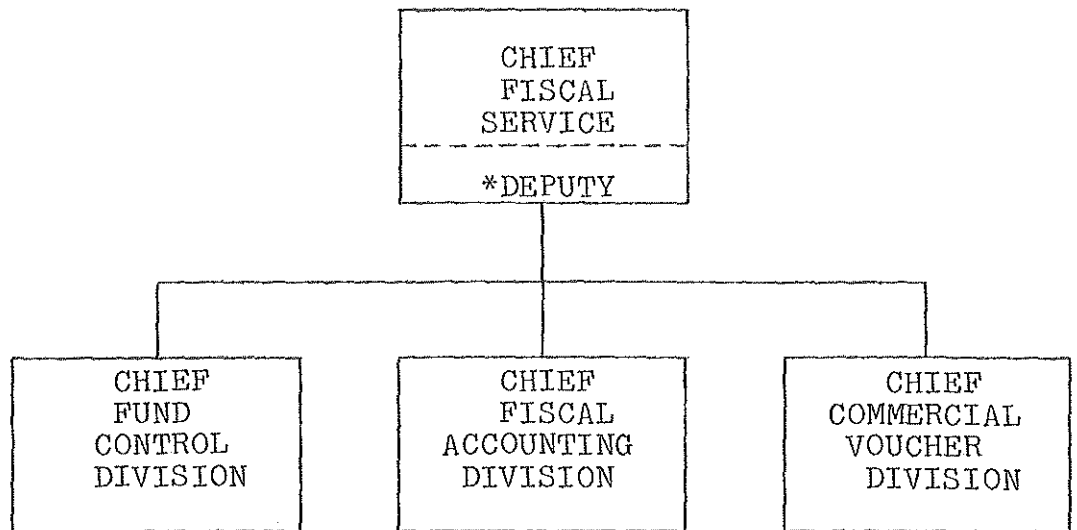 CHIEF
FISCAL
SERVICE
*DEPUTY
CHIEF
FUND
CONTROL
DIVISION
CHIEF
FISCAL
ACCOUNTING
DIVISION
CHIEF
COMMERCIAL
VOUCHER
DIVISION